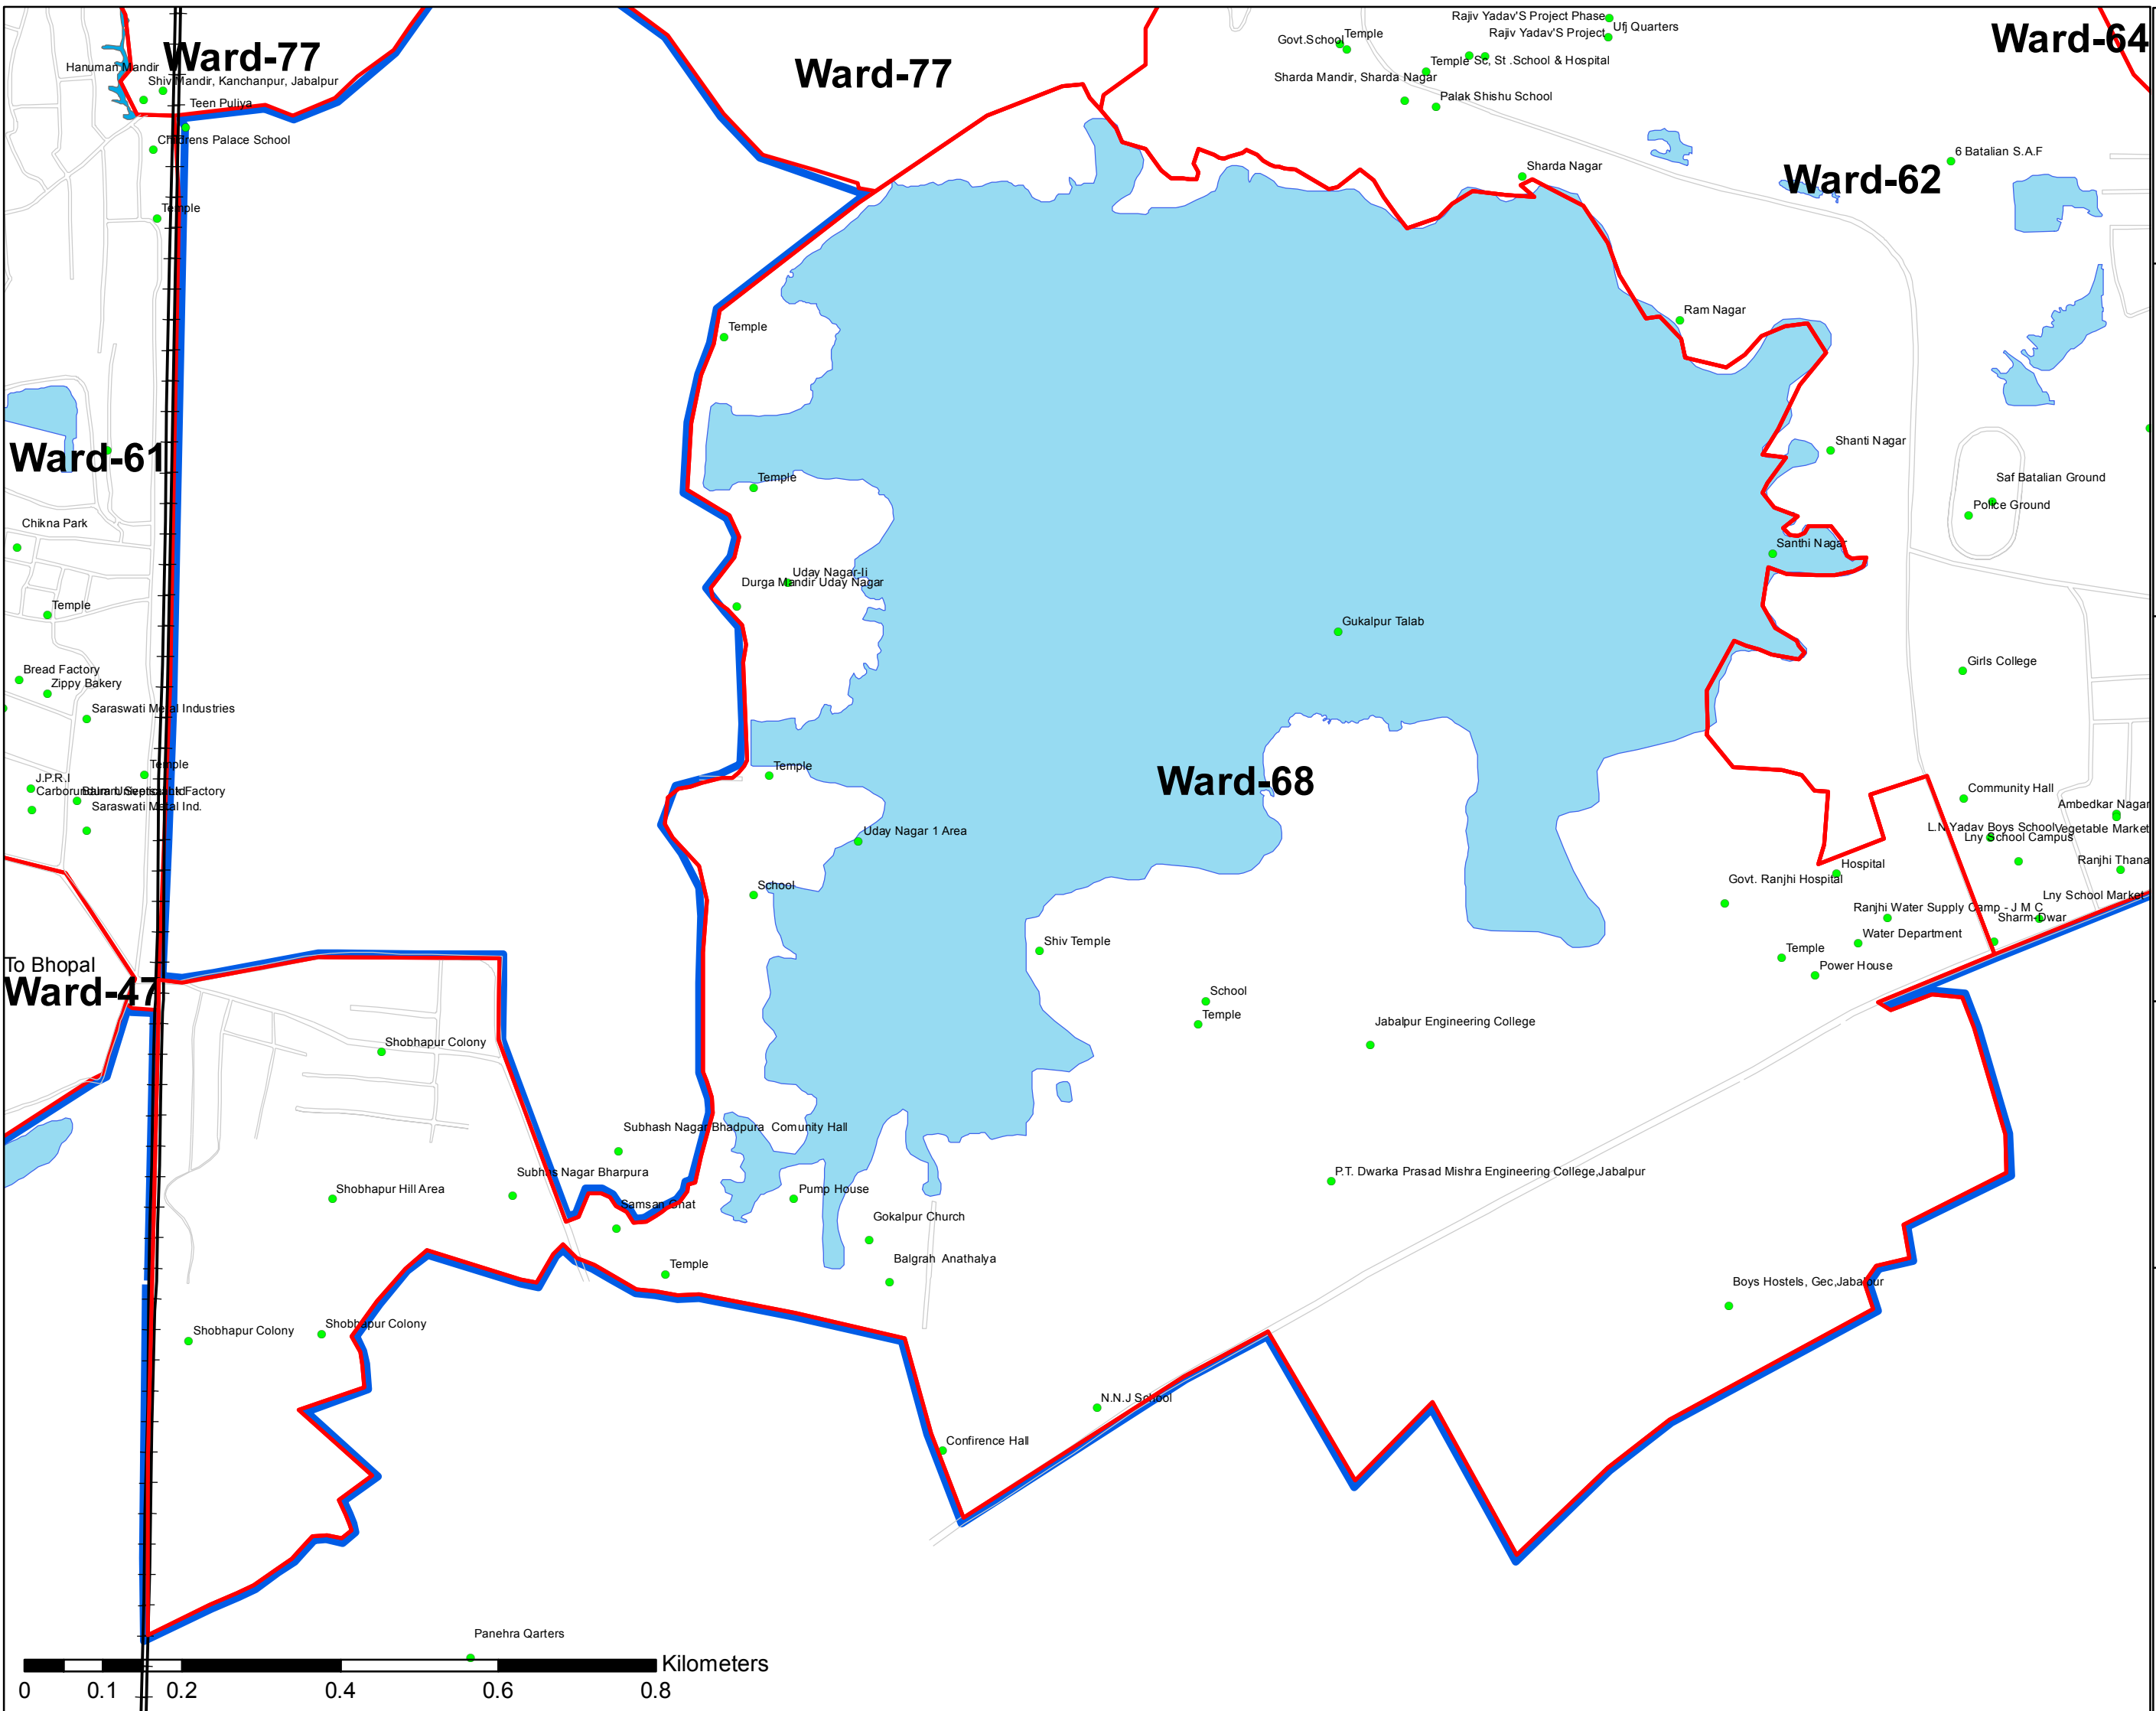 Rajiv Yadav'S Project Phase
Ufj Quarters
Ward-64
Rajiv Yadav'S Project
Govt.School
Temple
Ward-77
Ward-77
Hanuman Mandir
Temple
Sc, St .School & Hospital
Shiv Mandir, Kanchanpur, Jabalpur
Sharda Mandir, Sharda Nagar
Palak Shishu School
Teen Puliya
Childrens Palace School
6 Batalian S.A.F
Sharda Nagar
Ward-62
Temple
Ram Nagar
Temple
Shanti Nagar
Ward-61
Temple
Saf Batalian Ground
Police Ground
Chikna Park
Santhi Nagar
Uday Nagar-Ii
Durga Mandir Uday Nagar
Temple
Gukalpur Talab
Girls College
Bread Factory
Zippy Bakery
Saraswati Metal Industries
Temple
Temple
Ward-68
J.P.R.I
Community Hall
Carborundum Universal Ltd
Factory
Saraswati Metal Ind.
Ambedkar Nagar
L.N.Yadav Boys School
Vegetable Market
Uday Nagar 1 Area
Lny School Campus
Hospital
Ranjhi Thana
Govt. Ranjhi Hospital
School
Lny School Market
Ranjhi Water Supply Camp - J M C
Sharm-Dwar
Shiv Temple
Water Department
Temple
To Bhopal
Power House
Ward-47
School
Temple
Jabalpur Engineering College
Shobhapur Colony
Subhash Nagar Bhadpura Comunity Hall
Subhas Nagar Bharpura
P.T. Dwarka Prasad Mishra Engineering College,Jabalpur
Shobhapur Hill Area
Pump House
Samsan Ghat
Gokalpur Church
Balgrah Anathalya
Temple
Boys Hostels, Gec,Jabalpur
Shobhapur Colony
Shobhapur Colony
N.N.J School
Confirence Hall
Panehra Qarters
Kilometers
0 0.1 0.2 0.4 0.6 0.8